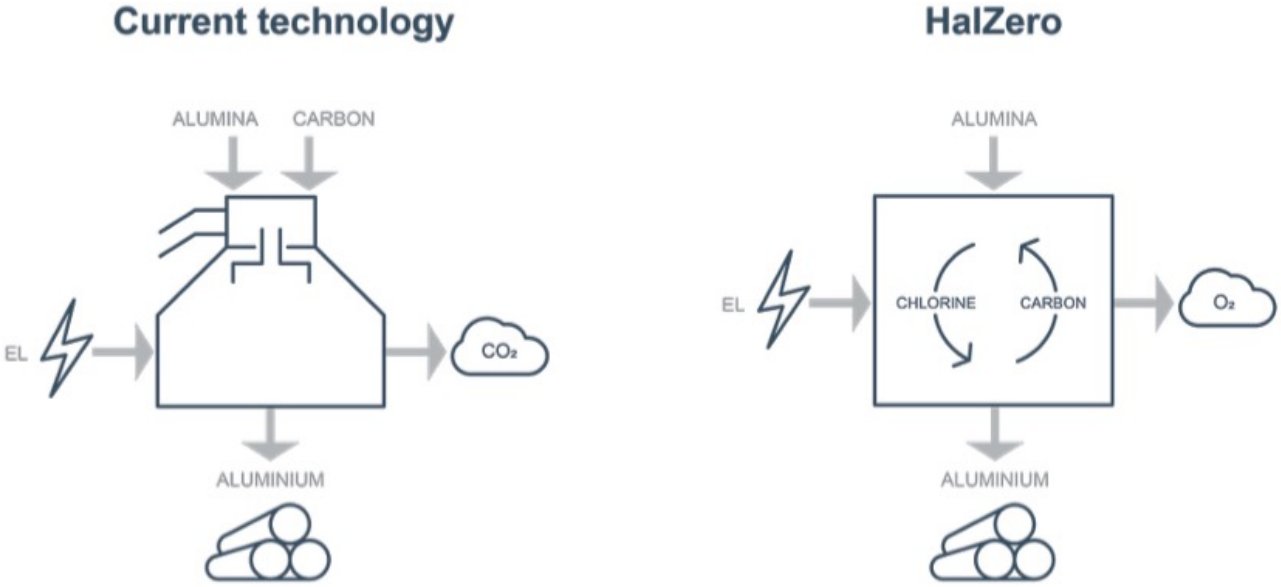 Current technology
ALUMINA CARBON
EL
CO₂
ALUMINIUM
HalZero
ALUMINA
EL
CHLORINE CARBON
O₂
ALUMINIUM